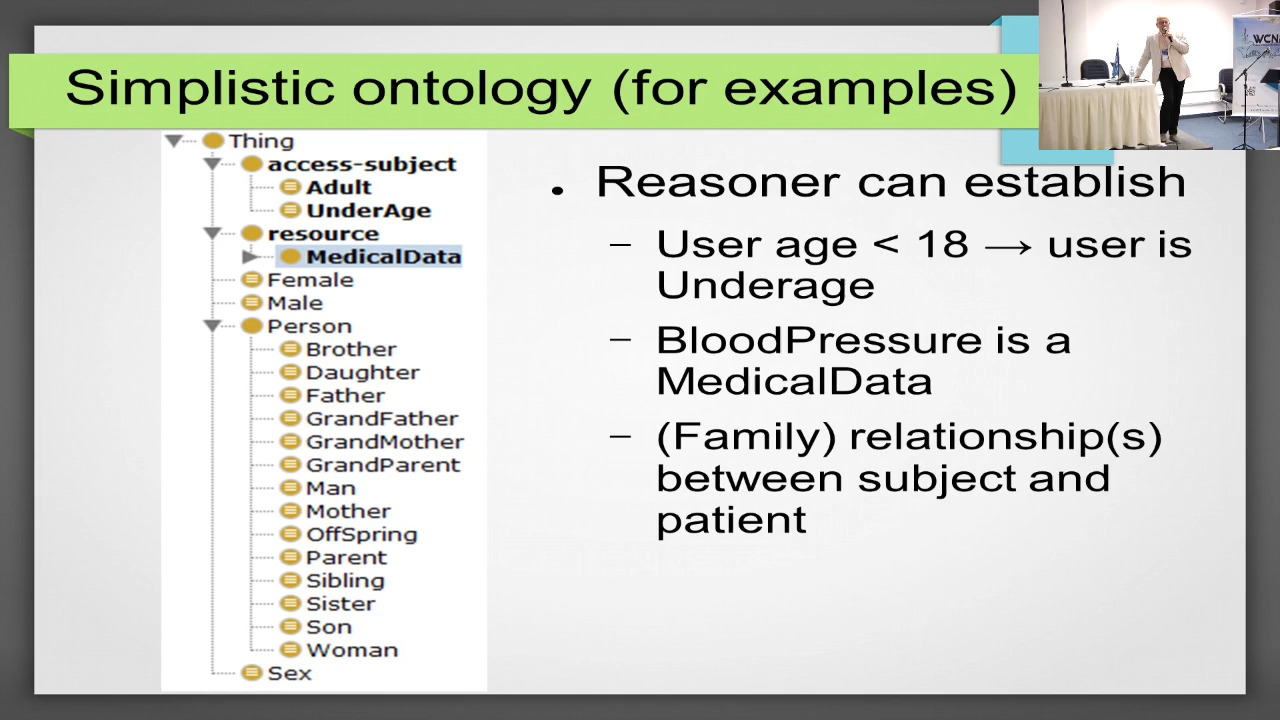 Simplistic ontology (for examples)
WCN
Thing
access-subject
Adult
UnderAge
resource
MedicalData
Female
Male
Person
Brother
Daughter
Father
GrandFather
GrandMother
GrandParent
Man
Mother
OffSpring
Parent
Sibling
Sister
Son
Woman
Sex
• Reasoner can establish
– User age < 18 → user is
Underage
– BloodPressure is a
MedicalData
– (Family) relationship(s)
between subject and
patient